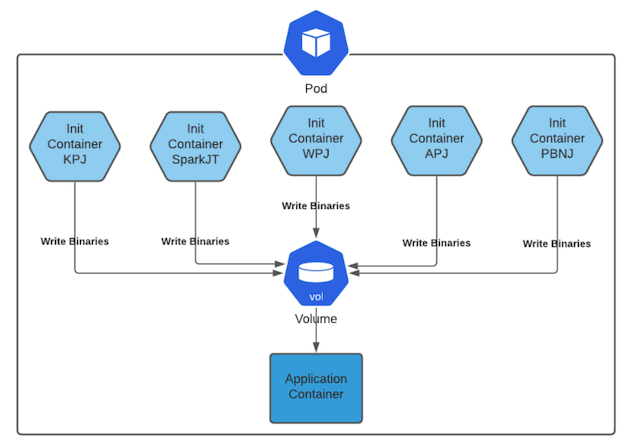 Pod
Init
Container
KPJ
Init
Container
SparkJT
Init
Container
WPJ
Init
Container
APJ
Init
Container
PBNJ
Write Binaries
Write Binaries
Write Binaries
Write Binaries
Write Binaries
vol
Volume
Application
Container